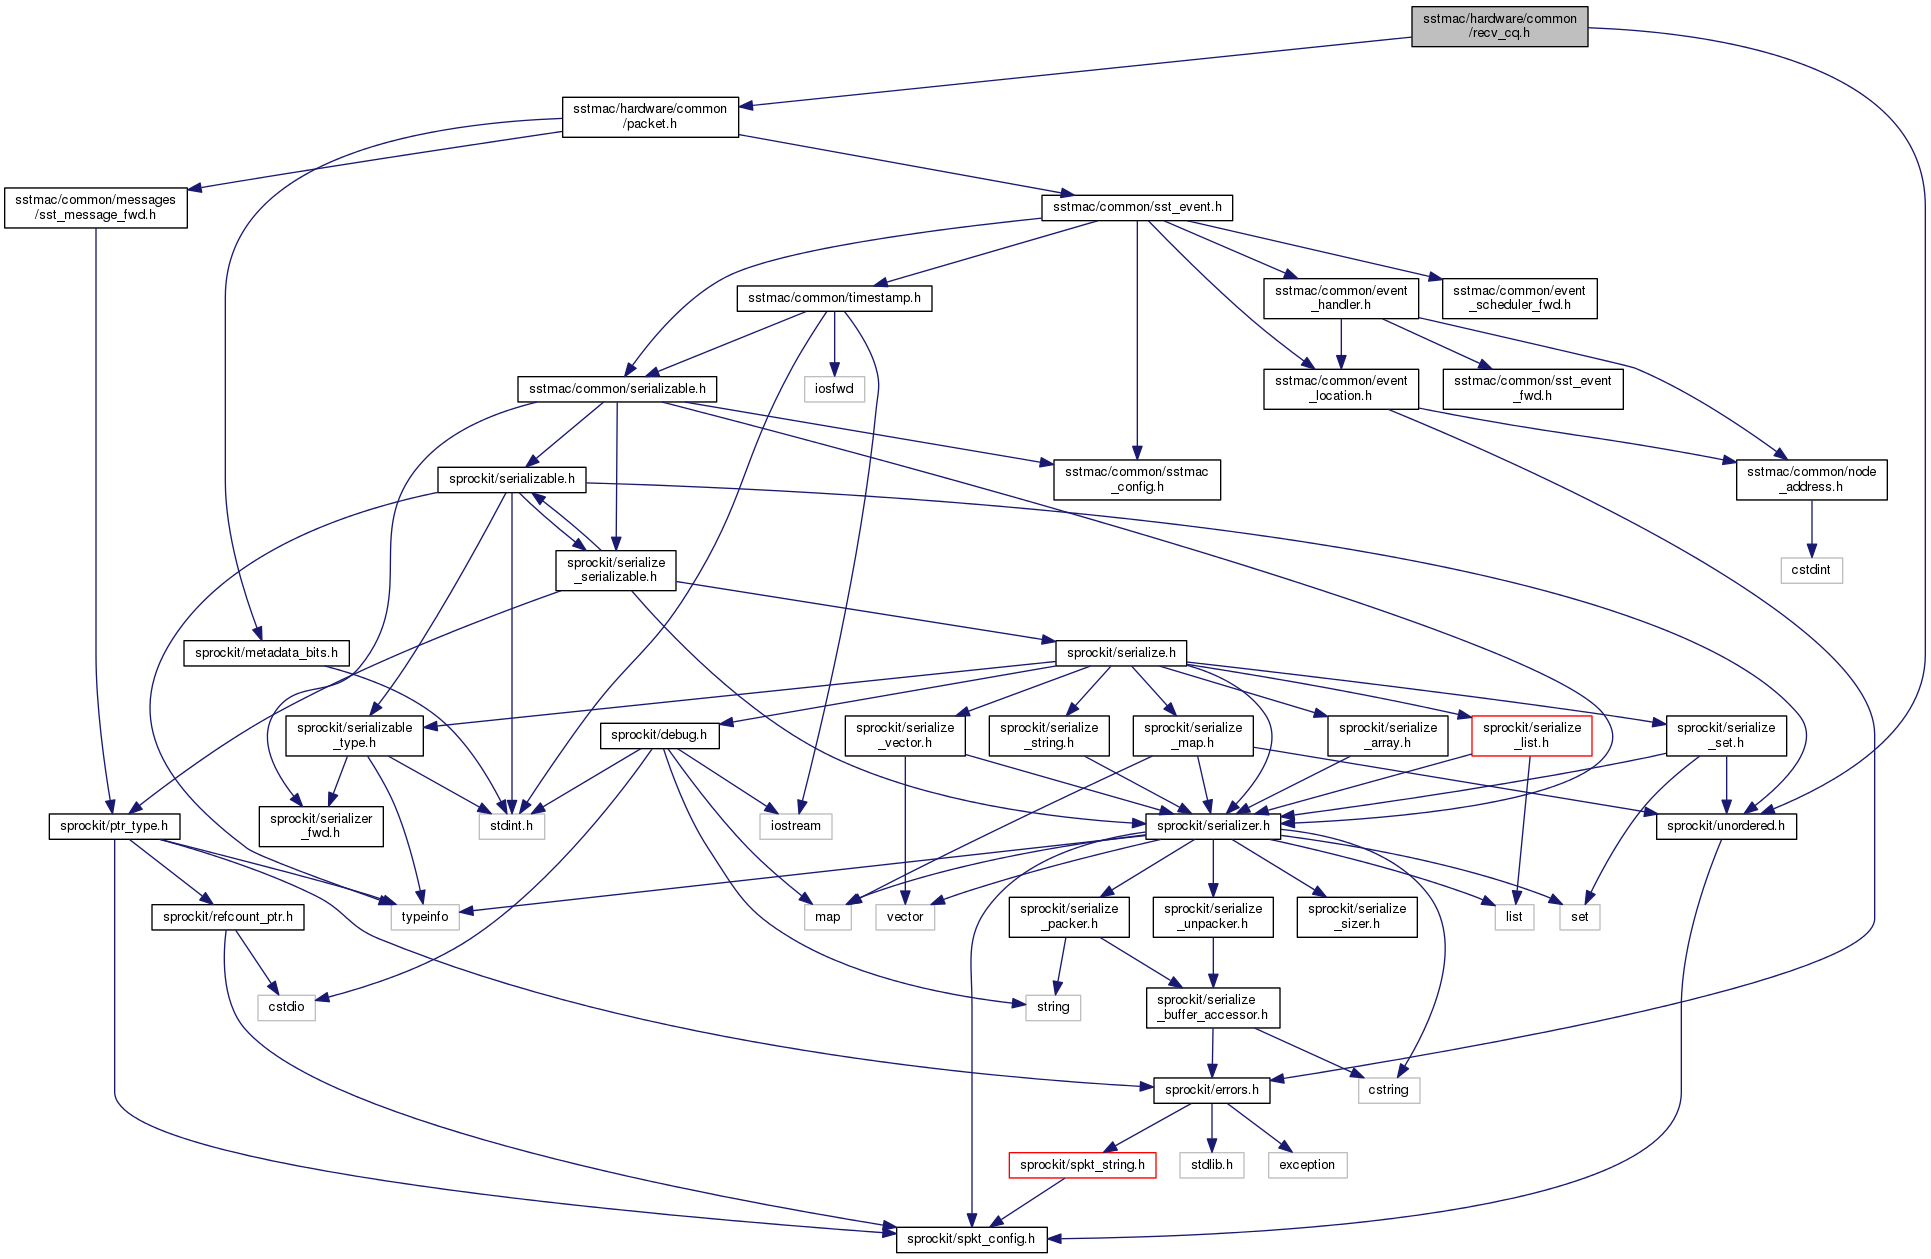 sstmac/hardware/common
/recv_cq.h
sstmac/hardware/common
/packet.h
sstmac/common/messages
/sst_message_fwd.h
sstmac/common/sst_event.h
sstmac/common/timestamp.h
sstmac/common/event
_handler.h
sstmac/common/event
_scheduler_fwd.h
sstmac/common/serializable.h
iosfwd
sstmac/common/event
_location.h
sstmac/common/sst_event
_fwd.h
sprockit/serializable.h
sstmac/common/sstmac
_config.h
sstmac/common/node
_address.h
sprockit/serialize
_serializable.h
cstdint
sprockit/metadata_bits.h
sprockit/serialize.h
sprockit/serializable
_type.h
sprockit/debug.h
sprockit/serialize
_vector.h
sprockit/serialize
_string.h
sprockit/serialize
_map.h
sprockit/serialize
_array.h
sprockit/serialize
_list.h
sprockit/serialize
_set.h
sprockit/ptr_type.h
sprockit/serializer
_fwd.h
stdint.h
iostream
sprockit/serializer.h
sprockit/unordered.h
sprockit/refcount_ptr.h
typeinfo
map
vector
sprockit/serialize
_packer.h
sprockit/serialize
_unpacker.h
sprockit/serialize
_sizer.h
list
set
cstdio
string
sprockit/serialize
_buffer_accessor.h
sprockit/errors.h
cstring
sprockit/spkt_string.h
stdlib.h
exception
sprockit/spkt_config.h